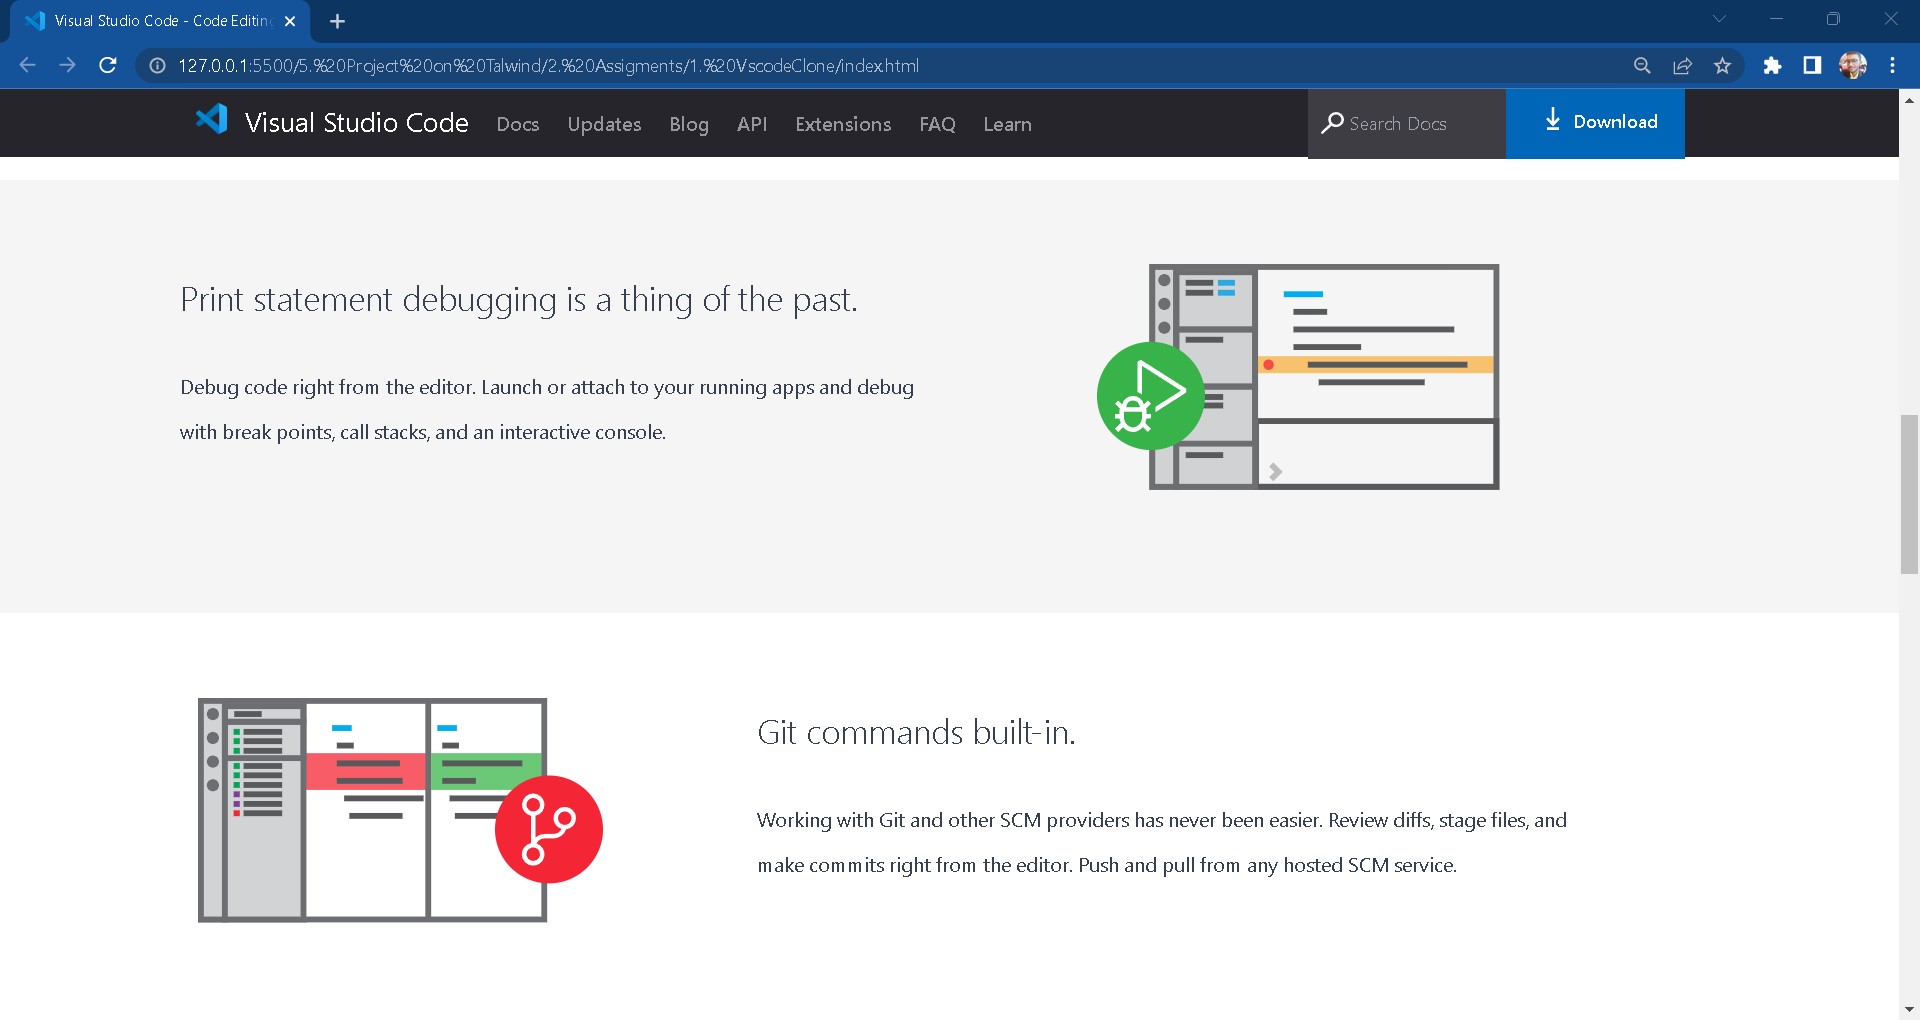 Visual Studio Code - Code Editing
127.0.0.1:5500/5.%20Project%20on%20Talwind/2.%20Assigments/1.%20VscodeClone/index.html
Visual Studio Code Docs Updates Blog API Extensions FAQ Learn Search Docs Download
Print statement debugging is a thing of the past.
Debug code right from the editor. Launch or attach to your running apps and debug
with break points, call stacks, and an interactive console.
Git commands built-in.
Working with Git and other SCM providers has never been easier. Review diffs, stage files, and
make commits right from the editor. Push and pull from any hosted SCM service.